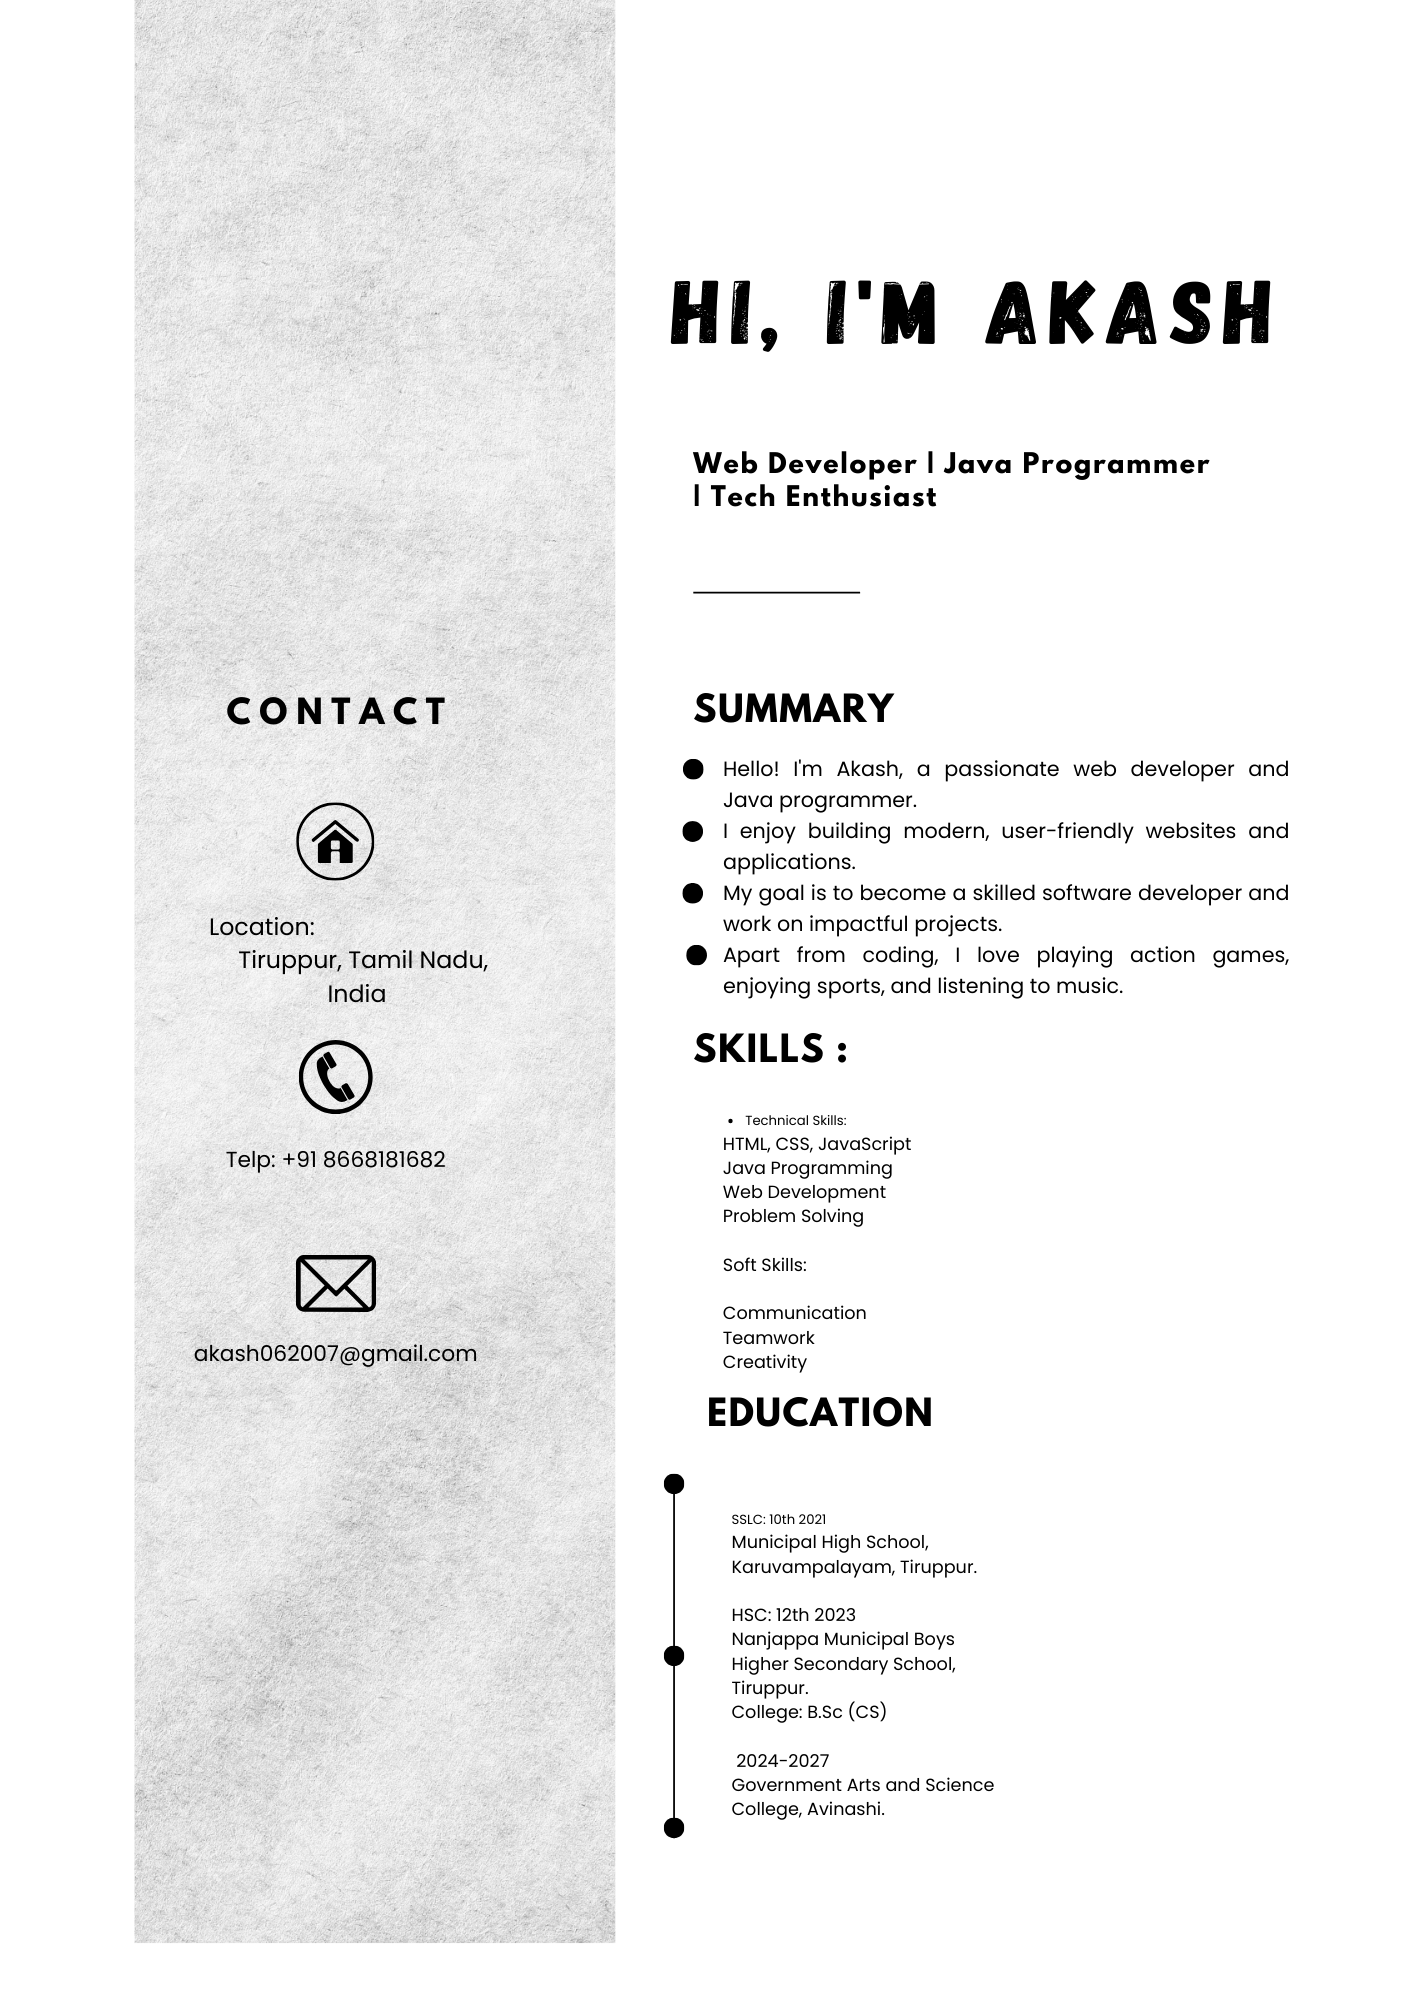 HI, I'M AKASH
Web Developer | Java Programmer
| Tech Enthusiast
CONTACT
Location:
Tiruppur, Tamil Nadu,
India
Telp: +91 8668181682
akash062007@gmail.com
SUMMARY
Hello! I'm Akash, a passionate web developer and
Java programmer.
I enjoy building modern, user-friendly websites and
applications.
My goal is to become a skilled software developer and
work on impactful projects.
Apart from coding, I love playing action games,
enjoying sports, and listening to music.
SKILLS :
• Technical Skills:
HTML, CSS, JavaScript
Java Programming
Web Development
Problem Solving
Soft Skills:
Communication
Teamwork
Creativity
EDUCATION
SSLC: 10th 2021
Municipal High School,
Karuvampalayam, Tiruppur.
HSC: 12th 2023
Nanjappa Municipal Boys
Higher Secondary School,
Tiruppur.
College: B.Sc (CS)
2024-2027
Government Arts and Science
College, Avinashi.